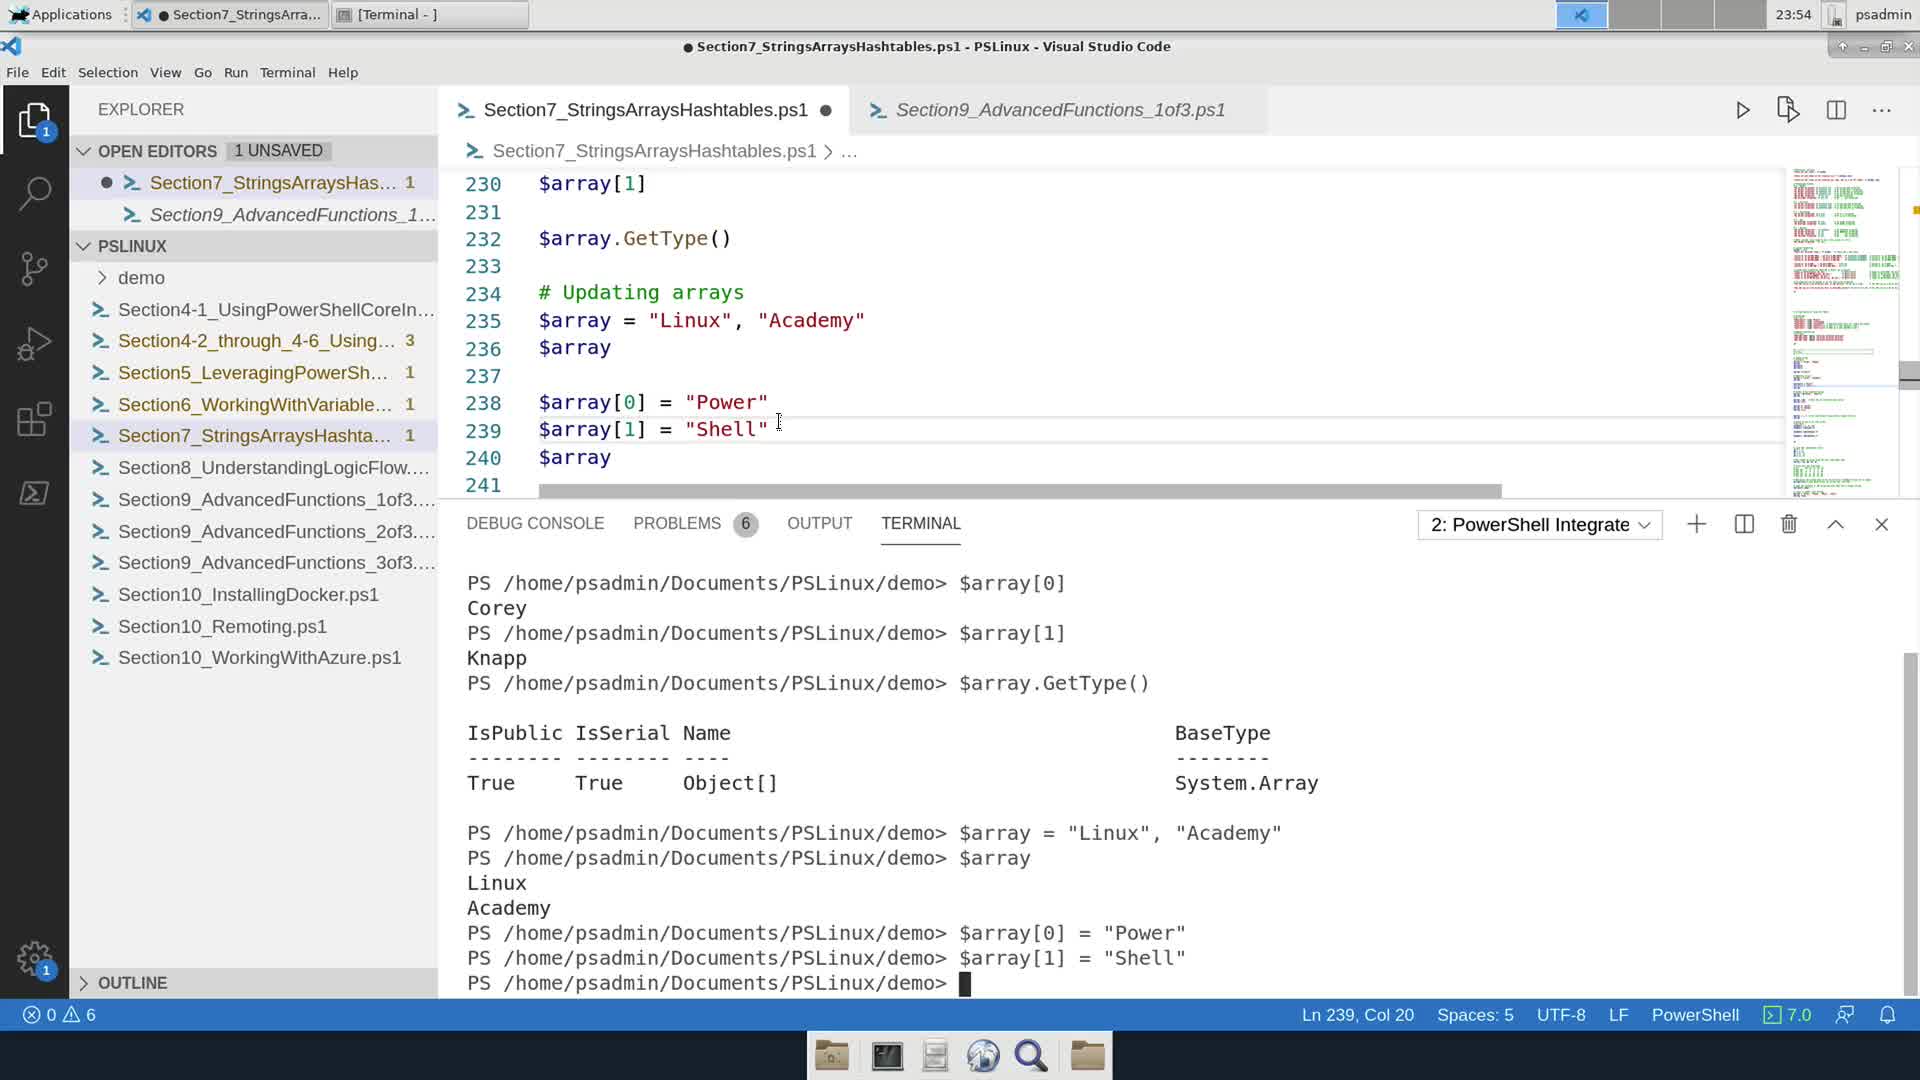 Applications
● Section7_StringsArra...
[Terminal - ]
23:54
psadmin
● Section7_StringsArraysHashtables.ps1 - PSLinux - Visual Studio Code
File Edit Selection View Go Run Terminal Help
EXPLORER
OPEN EDITORS 1 UNSAVED
● Section7_StringsArraysHas... 1
Section9_AdvancedFunctions_1...
PSLINUX
demo
Section4-1_UsingPowerShellCoreIn...
Section4-2_through_4-6_Using... 3
Section5_LeveragingPowerSh... 1
Section6_WorkingWithVariable... 1
Section7_StringsArraysHashta... 1
Section8_UnderstandingLogicFlow....
Section9_AdvancedFunctions_1of3....
Section9_AdvancedFunctions_2of3....
Section9_AdvancedFunctions_3of3....
Section10_InstallingDocker.ps1
Section10_Remoting.ps1
Section10_WorkingWithAzure.ps1
OUTLINE
1
1
Section7_StringsArraysHashtables.ps1 ●
Section9_AdvancedFunctions_1of3.ps1
Section7_StringsArraysHashtables.ps1 > ...
230 $array[1]
231
232 $array.GetType()
233
234 # Updating arrays
235 $array = "Linux", "Academy"
236 $array
237
238 $array[0] = "Power"
239 $array[1] = "Shell"
240 $array
241
DEBUG CONSOLE PROBLEMS 6 OUTPUT TERMINAL
2: PowerShell Integrate
PS /home/psadmin/Documents/PSLinux/demo> $array[0]
Corey
PS /home/psadmin/Documents/PSLinux/demo> $array[1]
Knapp
PS /home/psadmin/Documents/PSLinux/demo> $array.GetType()
IsPublic IsSerial Name BaseType
-------- -------- ---- --------
True True Object[] System.Array
PS /home/psadmin/Documents/PSLinux/demo> $array = "Linux", "Academy"
PS /home/psadmin/Documents/PSLinux/demo> $array
Linux
Academy
PS /home/psadmin/Documents/PSLinux/demo> $array[0] = "Power"
PS /home/psadmin/Documents/PSLinux/demo> $array[1] = "Shell"
PS /home/psadmin/Documents/PSLinux/demo>
0 6
Ln 239, Col 20 Spaces: 5 UTF-8 LF PowerShell 7.0